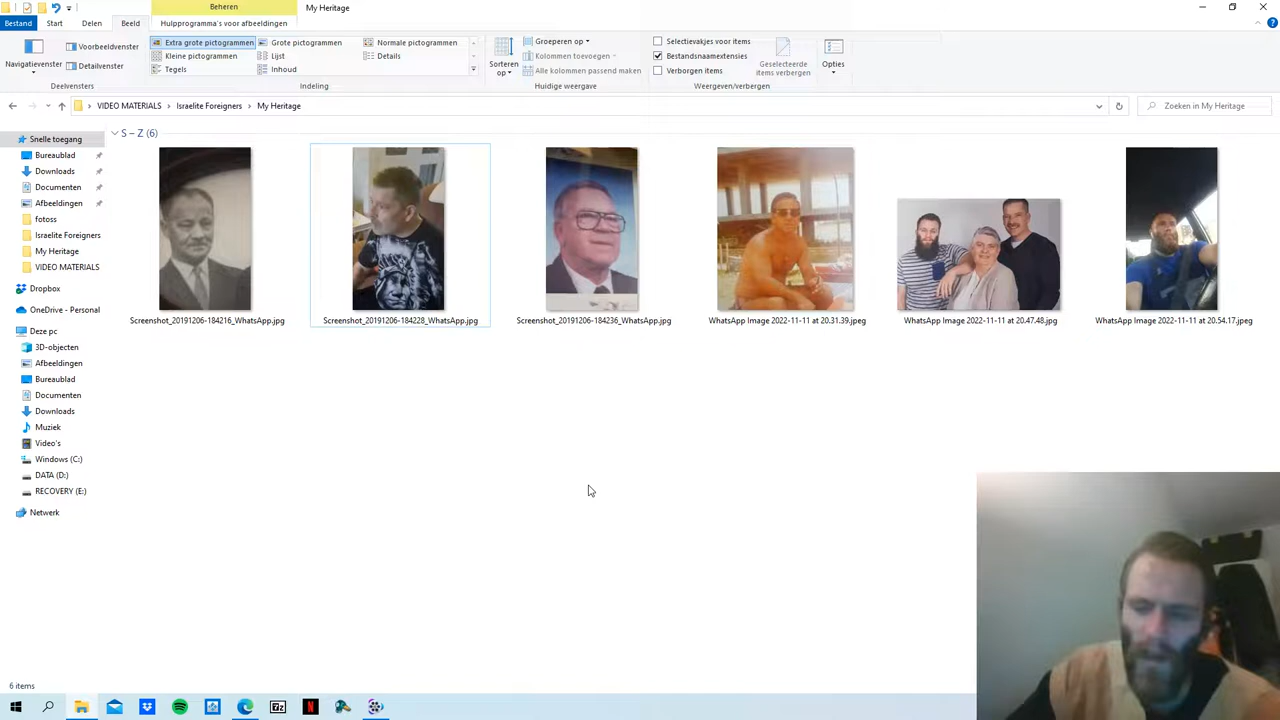 Beheren
My Heritage
Bestand
Start
Delen
Beeld
Hulpprogramma's voor afbeeldingen
Navigatievenster
Voorbeeldvenster
Detailvenster
Deelvensters
Extra grote pictogrammen
Grote pictogrammen
Normale pictogrammen
Kleine pictogrammen
Lijst
Details
Tegels
Inhoud
Indeling
Sorteren op
Groeperen op
Kolommen toevoegen
Alle kolommen passend maken
Huidige weergave
Selectievakjes voor items
Bestandsnaamextensies
Verborgen items
Geselecteerde items verbergen
Weergeven/verbergen
Opties
VIDEO MATERIALS
Israelite Foreigners
My Heritage
Zoeken in My Heritage
Snelle toegang
Bureaublad
Downloads
Documenten
Afbeeldingen
fotoss
Israelite Foreigners
My Heritage
VIDEO MATERIALS
Dropbox
OneDrive - Personal
Deze pc
3D-objecten
Afbeeldingen
Bureaublad
Documenten
Downloads
Muziek
Video's
Windows (C:)
DATA (D:)
RECOVERY (E:)
Netwerk
S – Z (6)
Screenshot_20191206-184216_WhatsApp.jpg
Screenshot_20191206-184228_WhatsApp.jpg
Screenshot_20191206-184236_WhatsApp.jpg
WhatsApp Image 2022-11-11 at 20.31.39.jpeg
WhatsApp Image 2022-11-11 at 20.47.48.jpg
WhatsApp Image 2022-11-11 at 20.54.17.jpeg
6 items